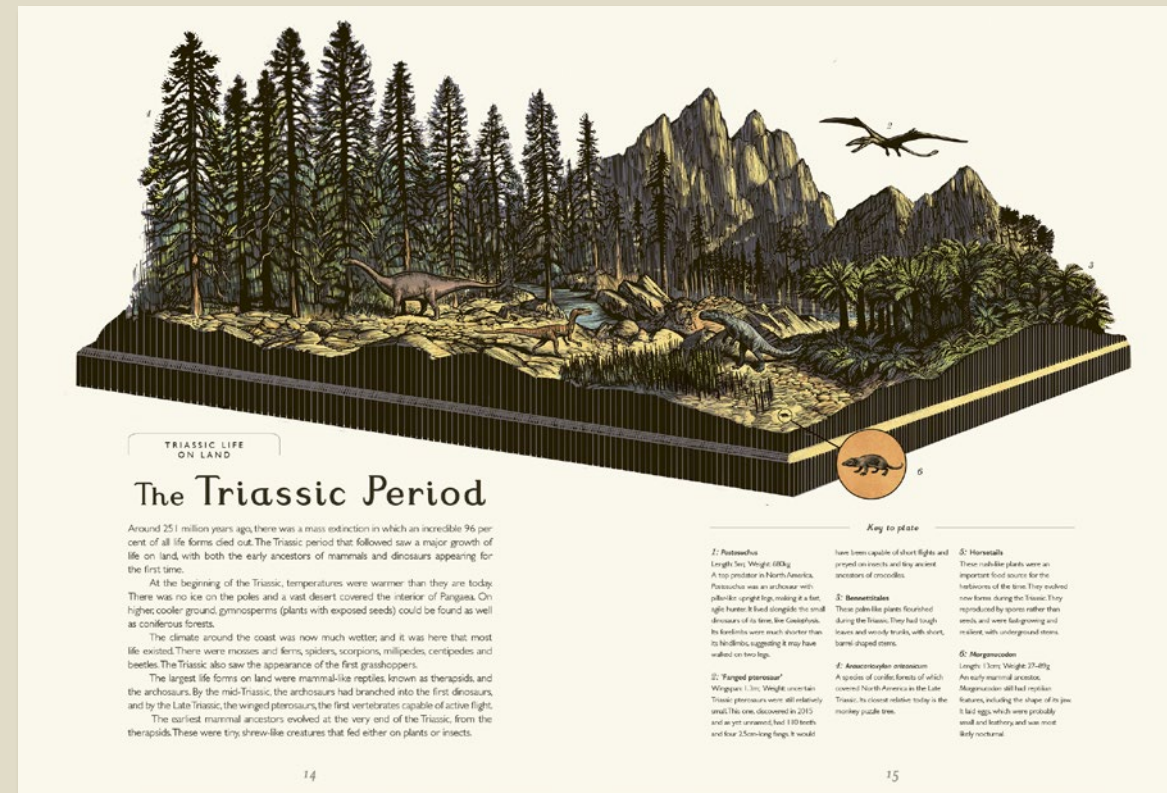 4
2
3
6
TRIASSIC LIFE
ON LAND
The Triassic Period
Around 251 million years ago, there was a mass extinction in which an incredible 96 per
cent of all life forms died out. The Triassic period that followed saw a major growth of
life on land, with both the early ancestors of mammals and dinosaurs appearing for
the first time.
At the beginning of the Triassic, temperatures were warmer than they are today.
There was no ice on the poles and a vast desert covered the interior of Pangaea. On
higher, cooler ground, gymnosperms (plants with exposed seeds) could be found as well
as coniferous forests.
The climate around the coast was now much wetter, and it was here that most
life existed. There were mosses and ferns, spiders, scorpions, millipedes, centipedes and
beetles. The Triassic also saw the appearance of the first grasshoppers.
The largest life forms on land were mammal-like reptiles, known as therapsids, and
the archosaurs. By the mid-Triassic, the archosaurs had branched into the first dinosaurs,
and by the Late Triassic, the winged pterosaurs, the first vertebrates capable of active flight.
The earliest mammal ancestors evolved at the very end of the Triassic, from the
therapsids. These were tiny, shrew-like creatures that fed either on plants or insects.
14
Key to plate
1: Postosuchus
Length: 5m; Weight: 680kg
A top predator in North America,
Postosuchus was an archosaur with
pillar-like upright legs, making it a fast,
agile hunter. It lived alongside the small
dinosaurs of its time, like Coelophysis.
Its forelimbs were much shorter than
its hindlimbs, suggesting it may have
walked on two legs.
2: 'Fanged pterosaur'
Wingspan: 1.3m; Weight: uncertain
Triassic pterosaurs were still relatively
small. This one, discovered in 2015
and as yet unnamed, had 110 teeth
and four 2.5cm-long fangs. It would
have been capable of short flights and
preyed on insects and tiny ancient
ancestors of crocodiles.
3: Bennettitales
These palm-like plants flourished
during the Triassic. They had tough
leaves and woody trunks, with short,
barrel-shaped stems.
4: Araucarioxylon arizonicum
A species of conifer, forests of which
covered North America in the Late
Triassic. Its closest relative today is the
monkey puzzle tree.
5: Horsetails
These rush-like plants were an
important food source for the
herbivores of the time. They evolved
new forms during the Triassic. They
reproduced by spores rather than
seeds, and were fast-growing and
resilient, with underground stems.
6: Morganucodon
Length: 13cm; Weight: 27–89g
An early mammal ancestor,
Morganucodon still had reptilian
features, including the shape of its jaw.
It laid eggs, which were probably
small and leathery, and was most
likely nocturnal.
15